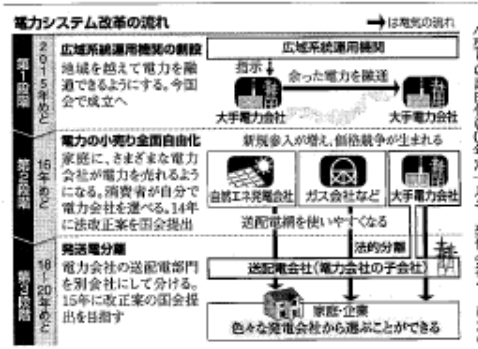 電力システム改革の流れ
→は電気の流れ
第1段階
2015年めど
広域系統運用機関の創設
地域を越えて電力を融
通できるようにする。今国
会で成立へ
広域系統運用機関
指示
余った電力を融通
大手電力会社
大手電力会社
第2段階
16年めど
電力の小売り全面自由化
家庭に、さまざまな電力
会社が電力を売れるよう
になる。消費者が自分で
電力会社を選べる。14年
に法改正案を国会提出
新規参入が増え、価格競争が生まれる
自然エネ発電会社
ガス会社など
大手電力会社
送配電網を使いやすくなる
第3段階
18〜20年めど
発送電分離
電力会社の送配電部門
を別会社にして分ける。
15年に改正案の国会提
出を目指す
法的分離
送配電会社(電力会社の子会社)
家庭・企業
色々な発電会社から選ぶことができる